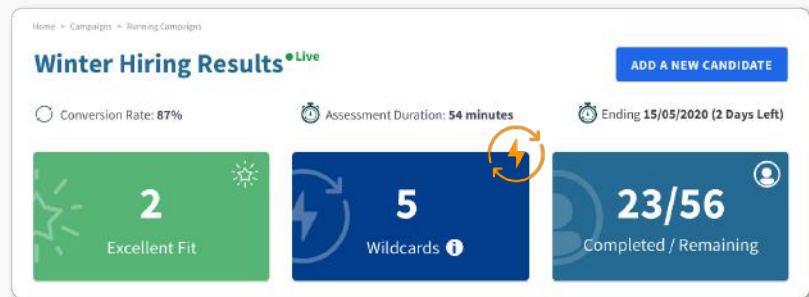 Home > Campaigns > Running Campaigns
Winter Hiring Results Live
ADD A NEW CANDIDATE
Conversion Rate: 87%
Assessment Duration: 54 minutes
Ending 15/05/2020 (2 Days Left)
2
Excellent Fit
5
Wildcards
23/56
Completed / Remaining